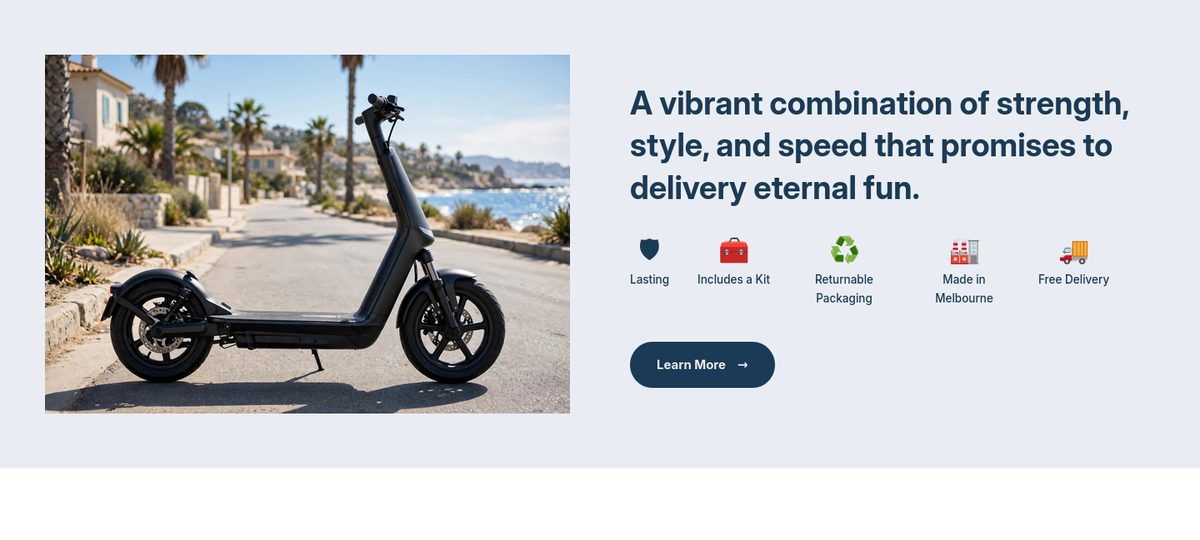 A vibrant combination of strength,
style, and speed that promises to
delivery eternal fun.
Lasting
Includes a Kit
Returnable
Packaging
Made in
Melbourne
Free Delivery
Learn More →